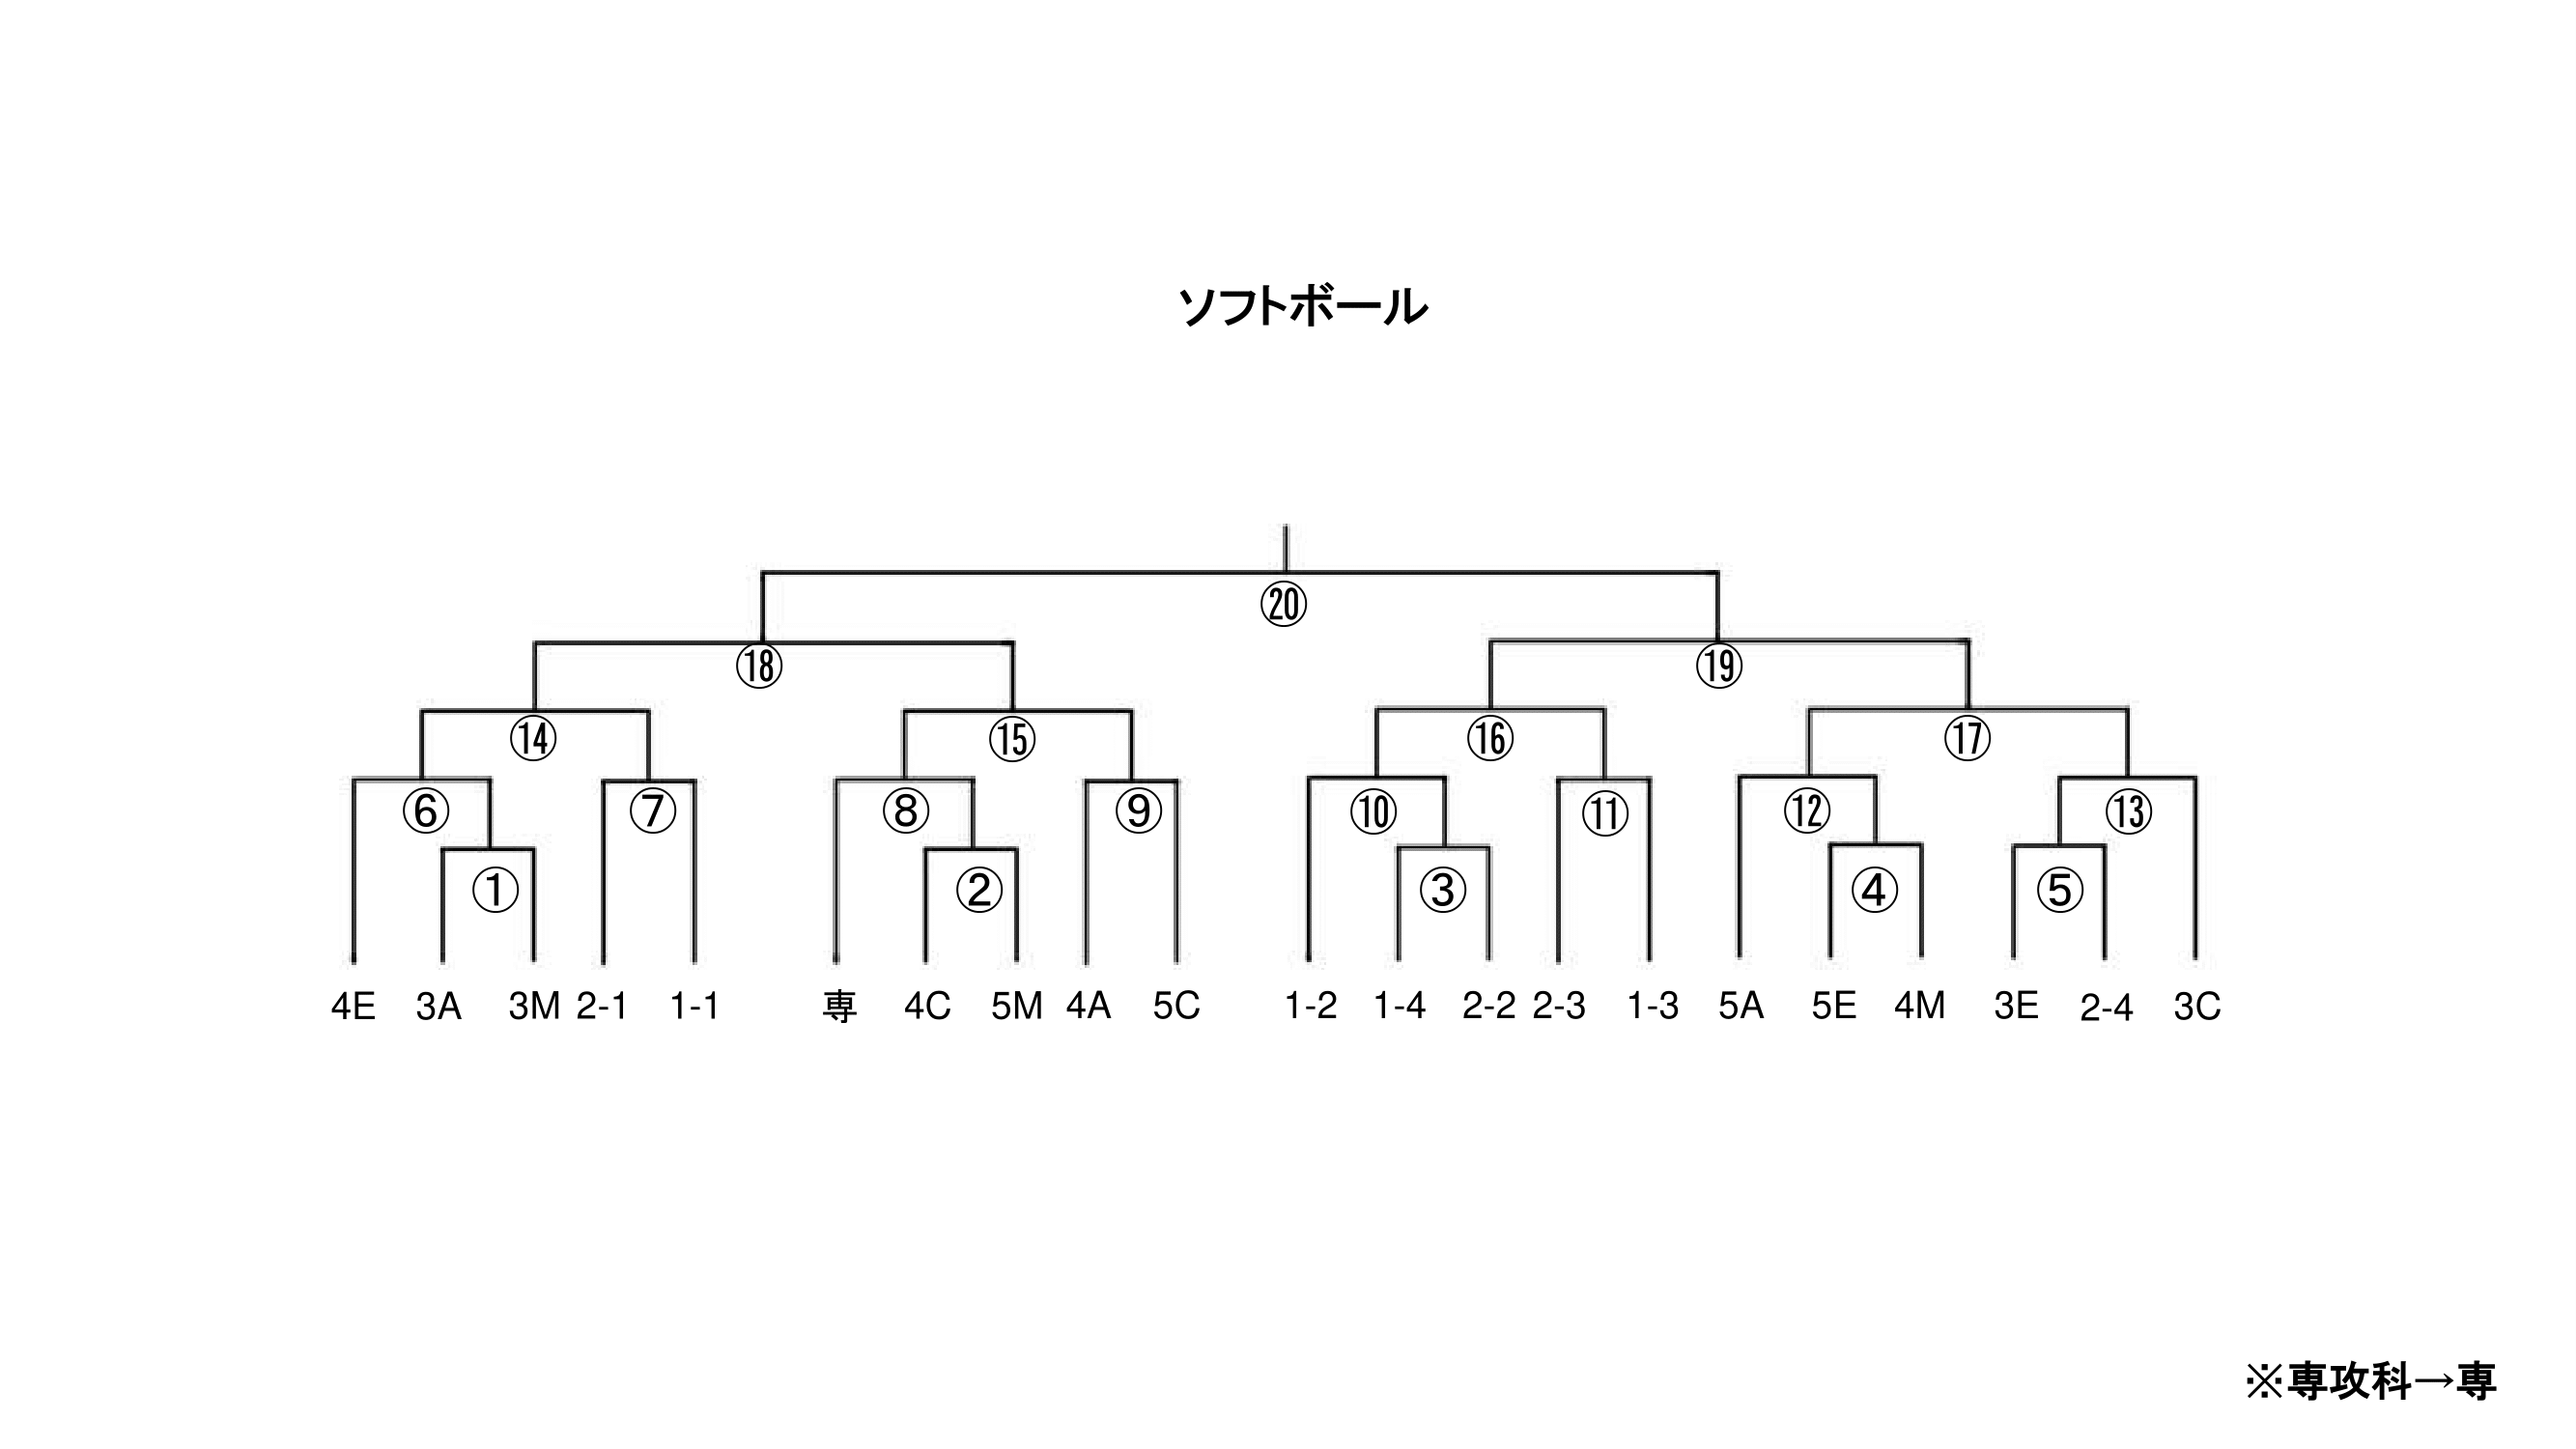 ソフトボール
⑳
⑱ ⑲
⑭ ⑮ ⑯ ⑰
⑥ ⑦ ⑧ ⑨ ⑩ ⑪ ⑫ ⑬
① ② ③ ④ ⑤
4E 3A 3M 2-1 1-1 専 4C 5M 4A 5C 1-2 1-4 2-2 2-3 1-3 5A 5E 4M 3E 2-4 3C
※専攻科→専